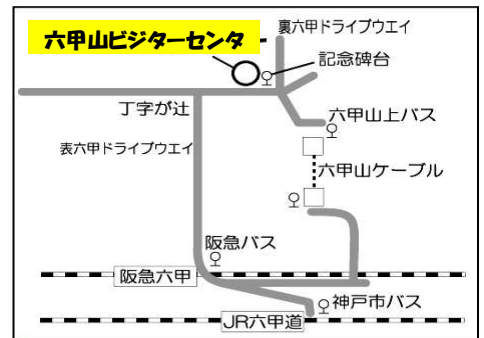 裏六甲ドライブウエイ
六甲山ビジターセンタ
記念碑台
丁字が辻
六甲山上バス
表六甲ドライブウエイ
六甲山ケーブル
阪急バス
阪急六甲
神戸市バス
JR六甲道